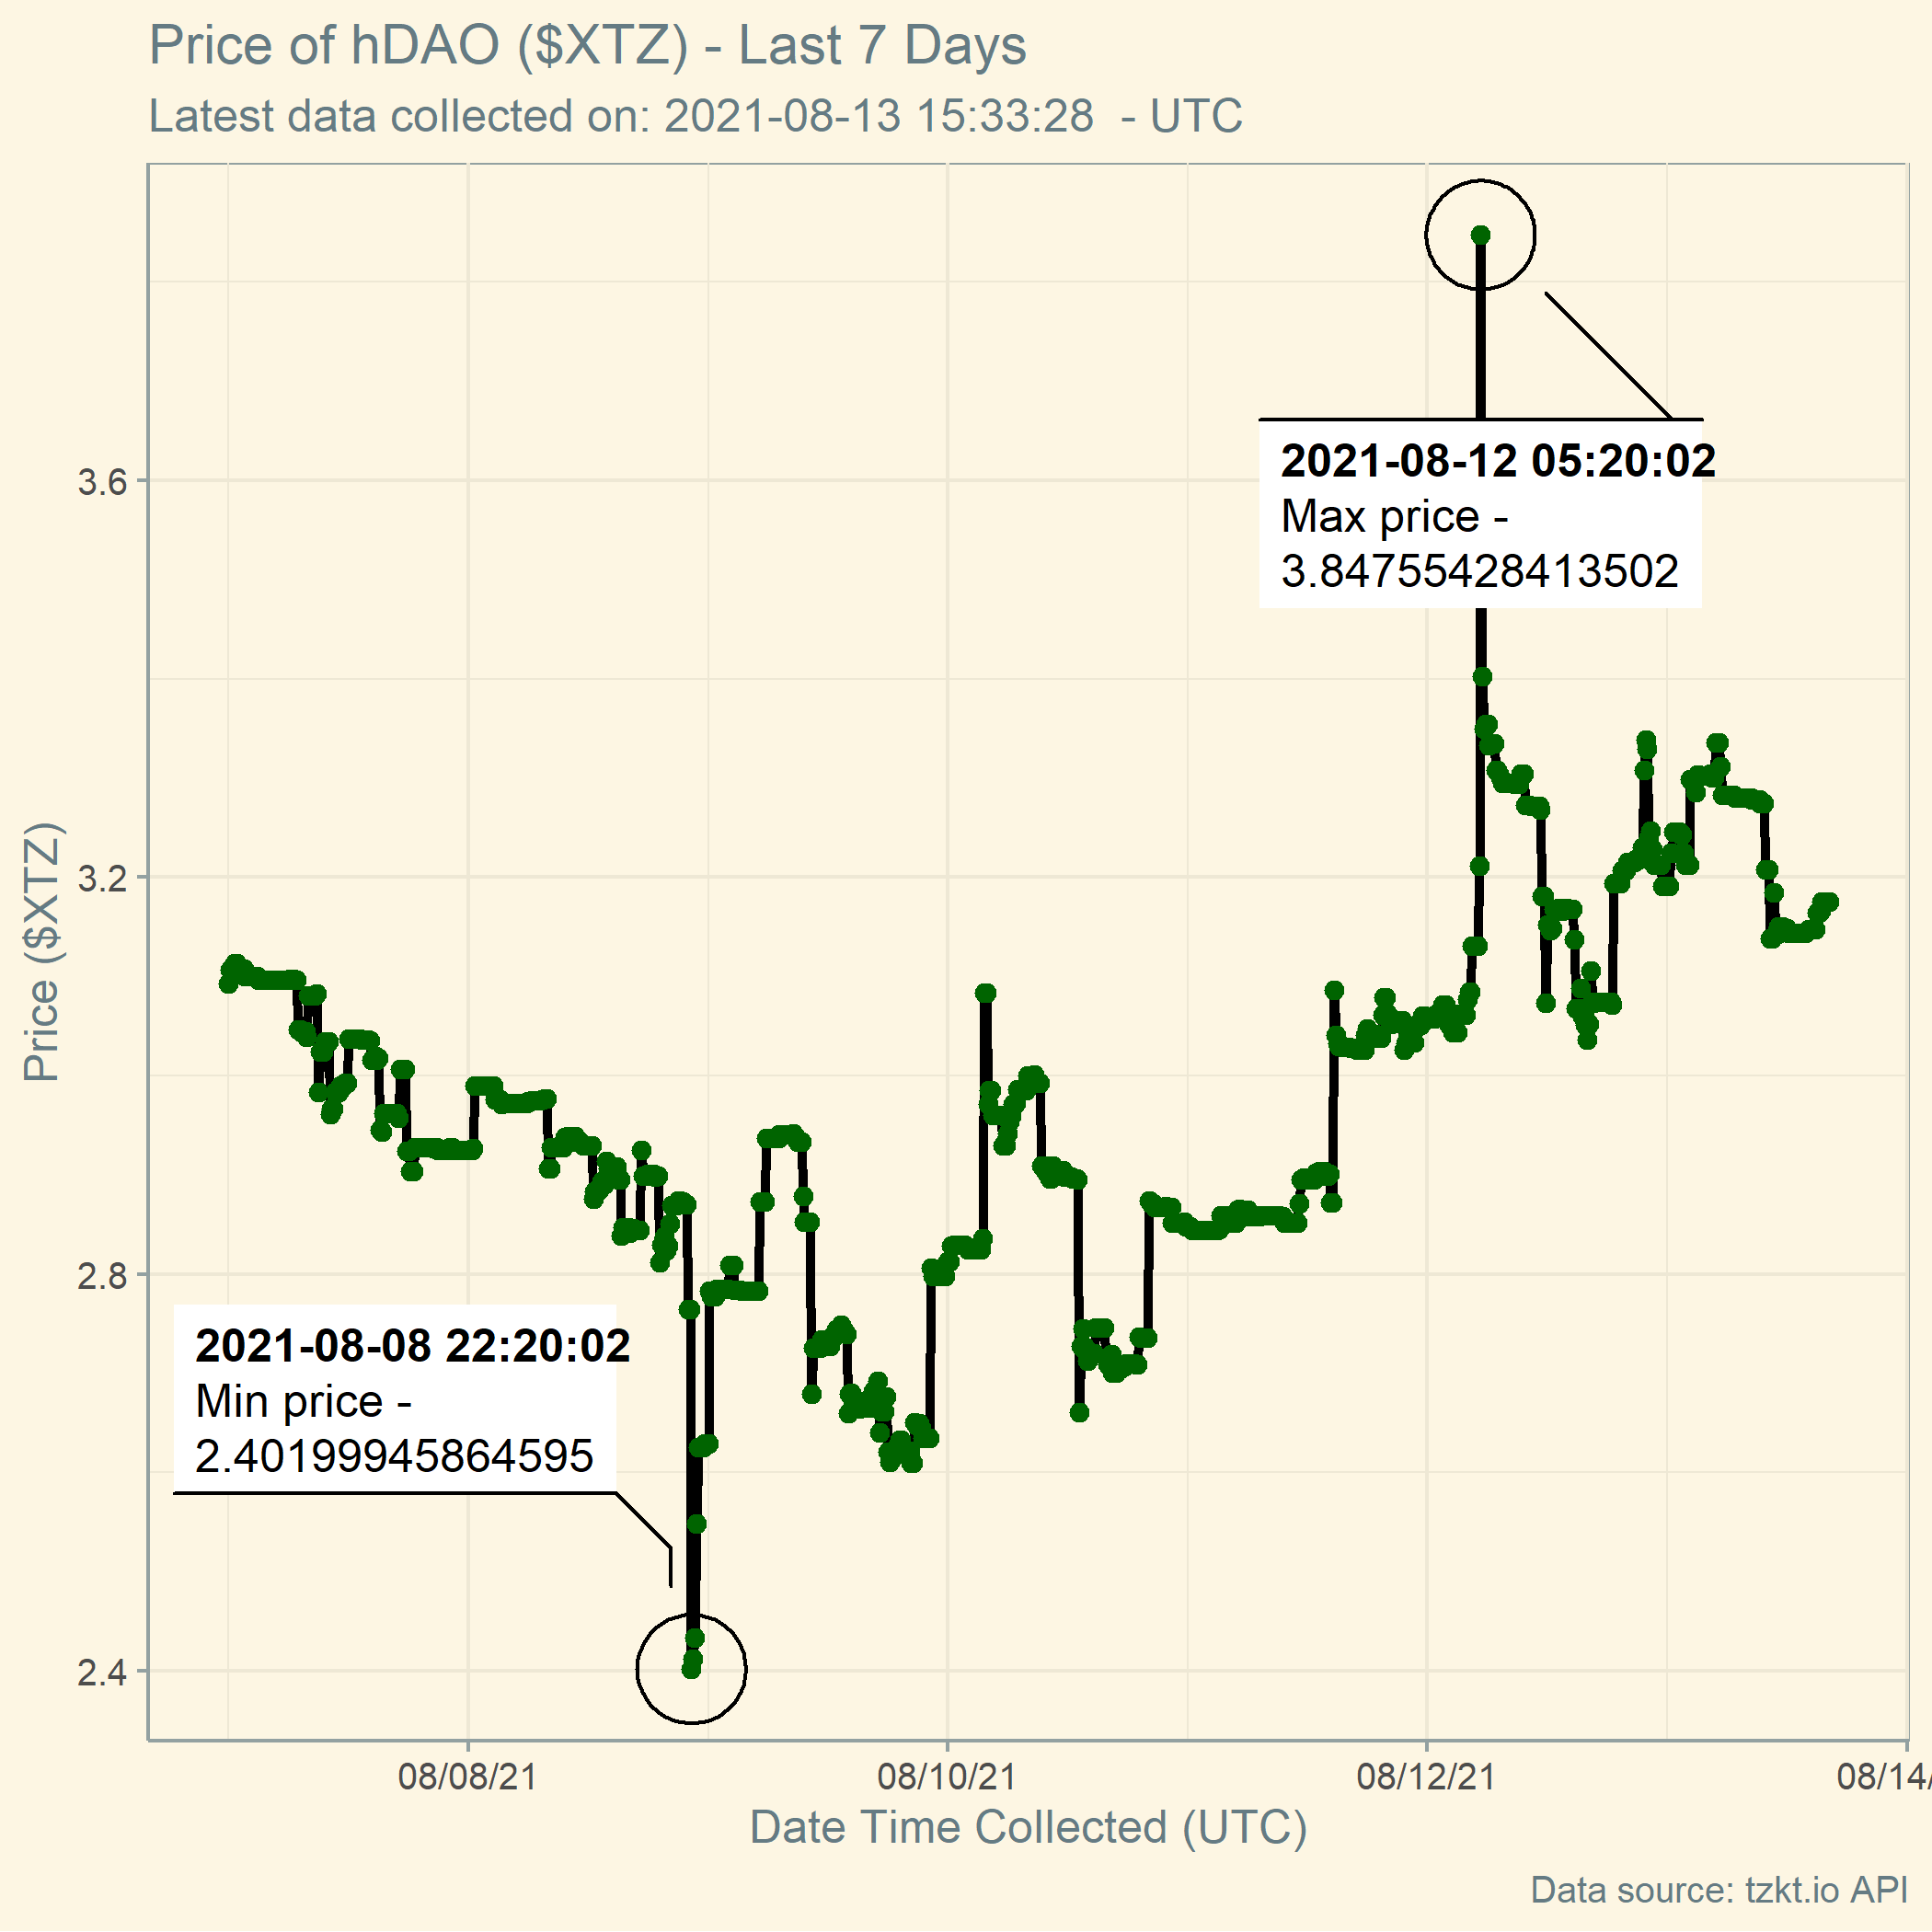 Price of hDAO ($XTZ) - Last 7 Days
Latest data collected on: 2021-08-13 15:33:28  - UTC
2021-08-12 05:20:02
Max price -
3.84755428413502
3.6
3.2
2.8
2.4
Price ($XTZ)
2021-08-08 22:20:02
Min price -
2.401999945864595
08/08/21
08/10/21
08/12/21
08/14/
Date Time Collected (UTC)
Data source: tzkt.io API